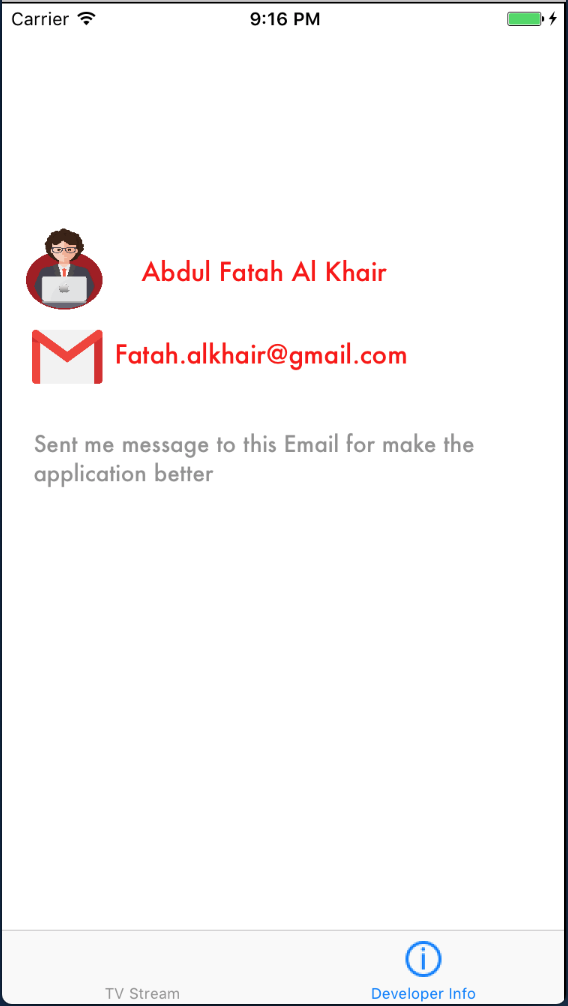 Carrier 9:16 PM
Abdul Fatah Al Khair
Fatah.alkhair@gmail.com
Sent me message to this Email for make the
application better
TV Stream Developer Info